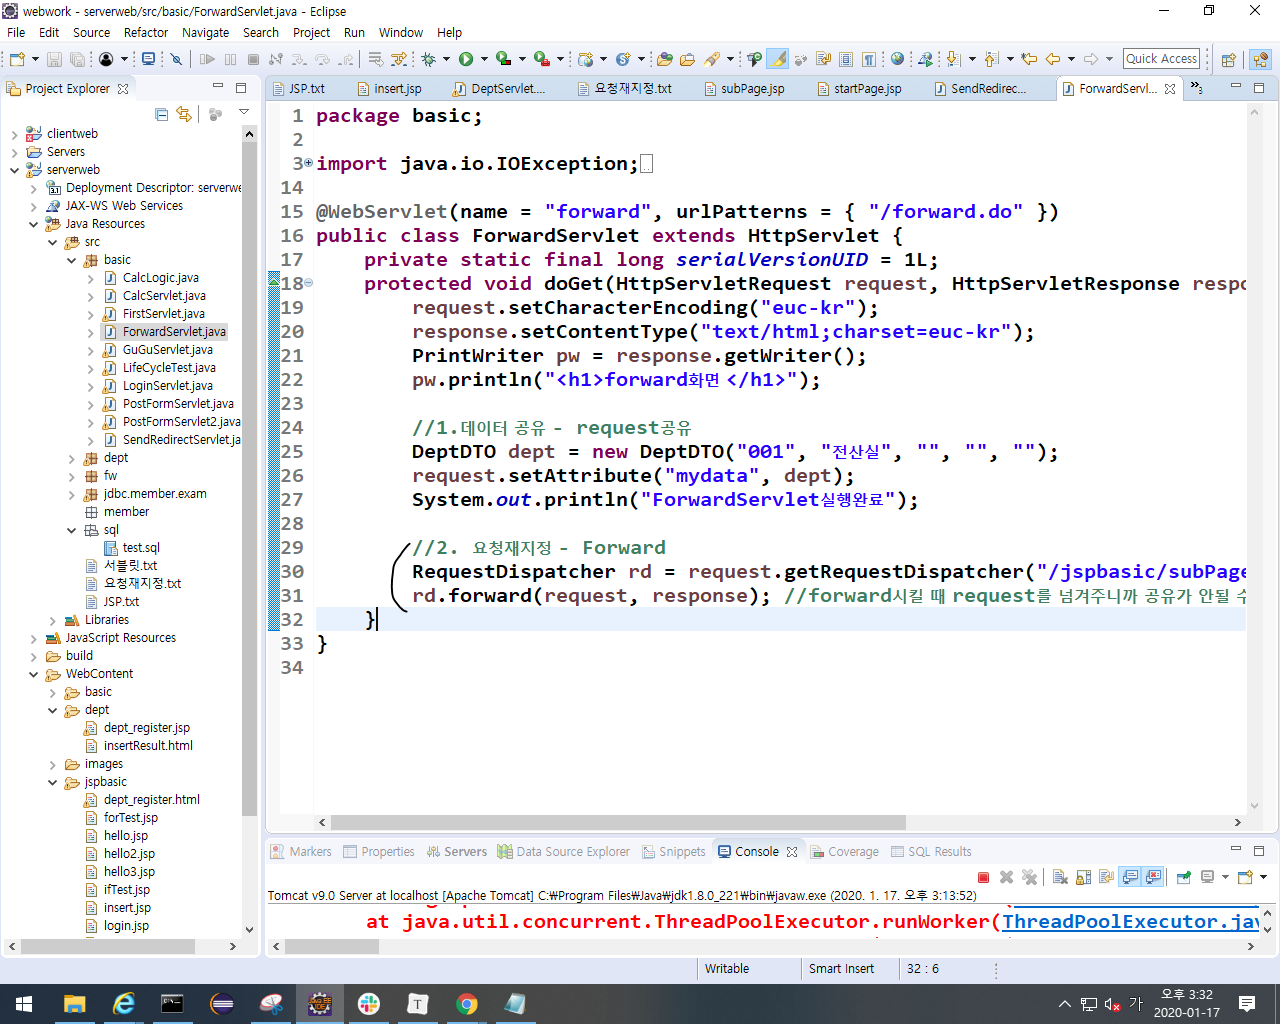 webwork - serverweb/src/basic/ForwardServlet.java - Eclipse
File Edit Source Refactor Navigate Search Project Run Window Help
Quick Access
Project Explorer
JSP.txt insert.jsp DeptServlet.... 요청재지정.txt subPage.jsp startPage.jsp SendRedirec... ForwardServl... »3
clientweb
Servers
serverweb
Deployment Descriptor: serverwe
JAX-WS Web Services
Java Resources
src
basic
CalcLogic.java
CalcServlet.java
FirstServlet.java
ForwardServlet.java
GuGuServlet.java
LifeCycleTest.java
LoginServlet.java
PostFormServlet.java
PostFormServlet2.java
SendRedirectServlet.ja
dept
fw
jdbc.member.exam
member
sql
test.sql
서블릿.txt
요청재지정.txt
JSP.txt
Libraries
JavaScript Resources
build
WebContent
basic
dept
dept_register.jsp
insertResult.html
images
jspbasic
dept_register.html
forTest.jsp
hello.jsp
hello2.jsp
hello3.jsp
ifTest.jsp
insert.jsp
login.jsp
1 package basic;
2
3 import java.io.IOException;
14
15 @WebServlet(name = "forward", urlPatterns = { "/forward.do" })
16 public class ForwardServlet extends HttpServlet {
17 private static final long serialVersionUID = 1L;
18 protected void doGet(HttpServletRequest request, HttpServletResponse respo
19 request.setCharacterEncoding("euc-kr");
20 response.setContentType("text/html;charset=euc-kr");
21 PrintWriter pw = response.getWriter();
22 pw.println("<h1>forward화면 </h1>");
23
24 //1.데이터 공유 - request공유
25 DeptDTO dept = new DeptDTO("001", "전산실", "", "", "");
26 request.setAttribute("mydata", dept);
27 System.out.println("ForwardServlet실행완료");
28
29 //2. 요청재지정 - Forward
30 RequestDispatcher rd = request.getRequestDispatcher("/jspbasic/subPage
31 rd.forward(request, response); //forward시킬 때 request를 넘겨주니까 공유가 안될 수
32 }
33 }
34
Markers Properties Servers Data Source Explorer Snippets Console Coverage SQL Results
Tomcat v9.0 Server at localhost [Apache Tomcat] C:₩Program Files₩Java₩jdk1.8.0_221₩bin₩javaw.exe (2020. 1. 17. 오후 3:13:52)
at java.util.concurrent.ThreadPoolExecutor.runWorker(ThreadPoolExecutor.jav
Writable Smart Insert 32 : 6
가 오후 3:32
2020-01-17